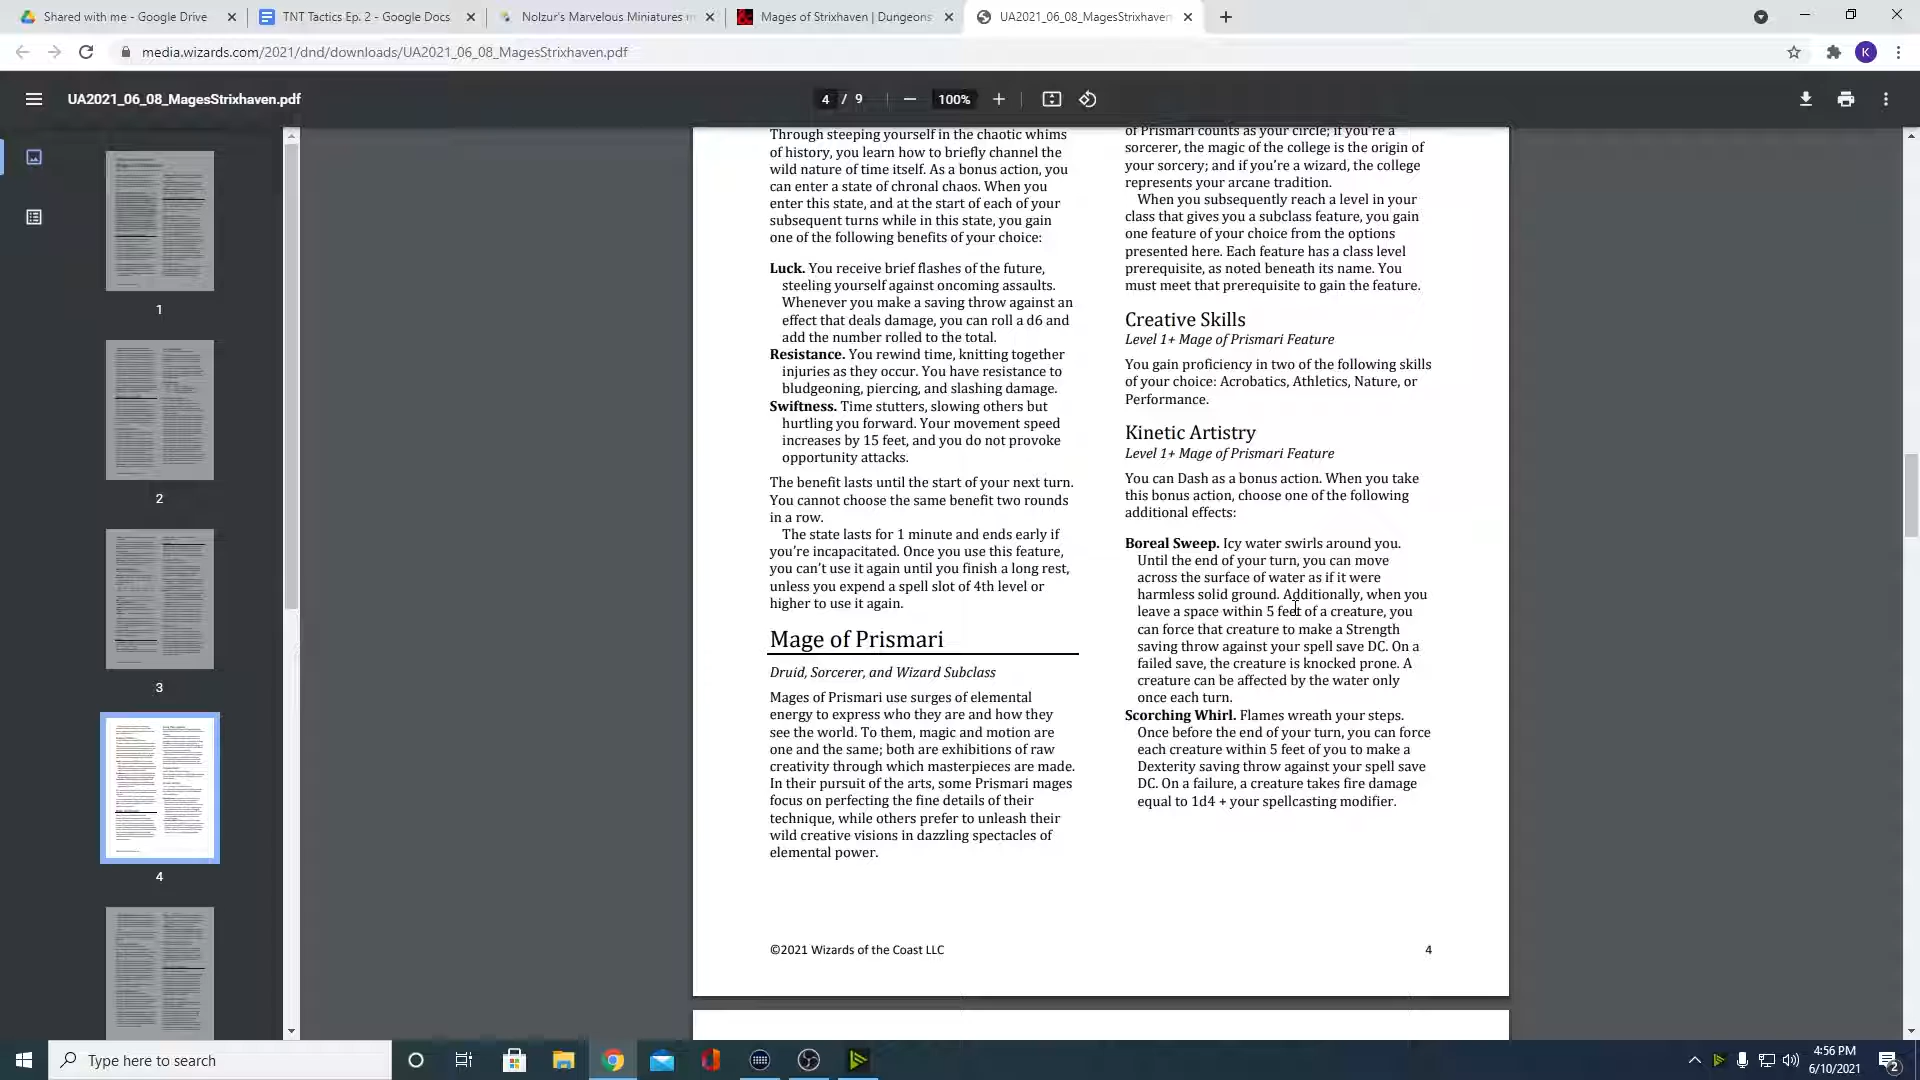 Shared with me - Google Drive
TNT Tactics Ep. 2 - Google Docs
Nolzur's Marvelous Miniatures
Mages of Strixhaven | Dungeons
UA2021_06_08_MagesStrixhaven
media.wizards.com/2021/dnd/downloads/UA2021_06_08_MagesStrixhaven.pdf
K
UA2021_06_08_MagesStrixhaven.pdf
4 / 9
100%
1
2
3
4
Through steeping yourself in the chaotic whims
of history, you learn how to briefly channel the
wild nature of time itself. As a bonus action, you
can enter a state of chronal chaos. When you
enter this state, and at the start of each of your
subsequent turns while in this state, you gain
one of the following benefits of your choice:
Luck. You receive brief flashes of the future,
steeling yourself against oncoming assaults.
Whenever you make a saving throw against an
effect that deals damage, you can roll a d6 and
add the number rolled to the total.
Resistance. You rewind time, knitting together
injuries as they occur. You have resistance to
bludgeoning, piercing, and slashing damage.
Swiftness. Time stutters, slowing others but
hurtling you forward. Your movement speed
increases by 15 feet, and you do not provoke
opportunity attacks.
The benefit lasts until the start of your next turn.
You cannot choose the same benefit two rounds
in a row.
The state lasts for 1 minute and ends early if
you're incapacitated. Once you use this feature,
you can't use it again until you finish a long rest,
unless you expend a spell slot of 4th level or
higher to use it again.
Mage of Prismari
Druid, Sorcerer, and Wizard Subclass
Mages of Prismari use surges of elemental
energy to express who they are and how they
see the world. To them, magic and motion are
one and the same; both are exhibitions of raw
creativity through which masterpieces are made.
In their pursuit of the arts, some Prismari mages
focus on perfecting the fine details of their
technique, while others prefer to unleash their
wild creative visions in dazzling spectacles of
elemental power.
of Prismari counts as your circle; if you're a
sorcerer, the magic of the college is the origin of
your sorcery; and if you're a wizard, the college
represents your arcane tradition.
When you subsequently reach a level in your
class that gives you a subclass feature, you gain
one feature of your choice from the options
presented here. Each feature has a class level
prerequisite, as noted beneath its name. You
must meet that prerequisite to gain the feature.
Creative Skills
Level 1+ Mage of Prismari Feature
You gain proficiency in two of the following skills
of your choice: Acrobatics, Athletics, Nature, or
Performance.
Kinetic Artistry
Level 1+ Mage of Prismari Feature
You can Dash as a bonus action. When you take
this bonus action, choose one of the following
additional effects:
Boreal Sweep. Icy water swirls around you.
Until the end of your turn, you can move
across the surface of water as if it were
harmless solid ground. Additionally, when you
leave a space within 5 feet of a creature, you
can force that creature to make a Strength
saving throw against your spell save DC. On a
failed save, the creature is knocked prone. A
creature can be affected by the water only
once each turn.
Scorching Whirl. Flames wreath your steps.
Once before the end of your turn, you can force
each creature within 5 feet of you to make a
Dexterity saving throw against your spell save
DC. On a failure, a creature takes fire damage
equal to 1d4 + your spellcasting modifier.
©2021 Wizards of the Coast LLC
4
Type here to search
4:56 PM
6/10/2021
2